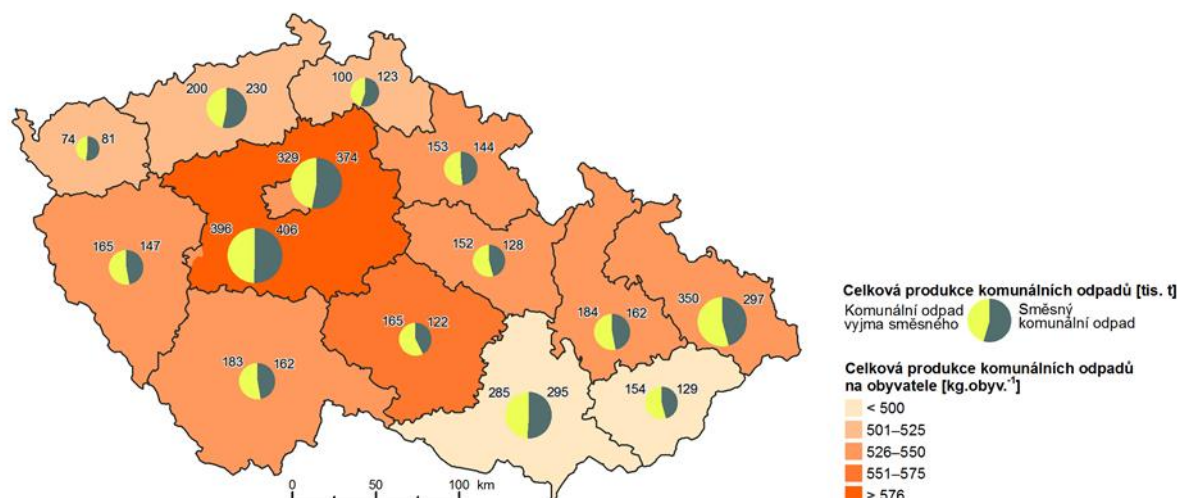 100 123
200 230
74 81
153 144
329 374
396 406
152 128
165 147
350 297
184 162
165 122
183 162
154 129
285 295
0 50 100 km
Celková produkce komunálních odpadů [tis. t]
Komunální odpad
vyjma směsného
Směsný
komunální odpad
Celková produkce komunálních odpadů
na obyvatele [kg.obyv.⁻¹]
< 500
501–525
526–550
551–575
> 576